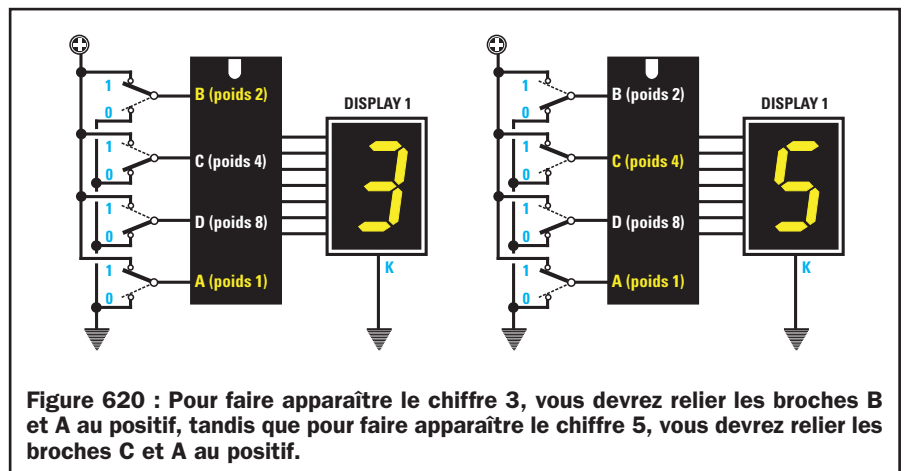 1
0
B (poids 2)
1
0
C (poids 4)
1
0
D (poids 8)
1
0
A (poids 1)
DISPLAY 1
3
K
1
0
B (poids 2)
1
0
C (poids 4)
1
0
D (poids 8)
1
0
A (poids 1)
DISPLAY 1
5
K
Figure 620 : Pour faire apparaître le chiffre 3, vous devrez relier les broches B
et A au positif, tandis que pour faire apparaître le chiffre 5, vous devrez relier les
broches C et A au positif.